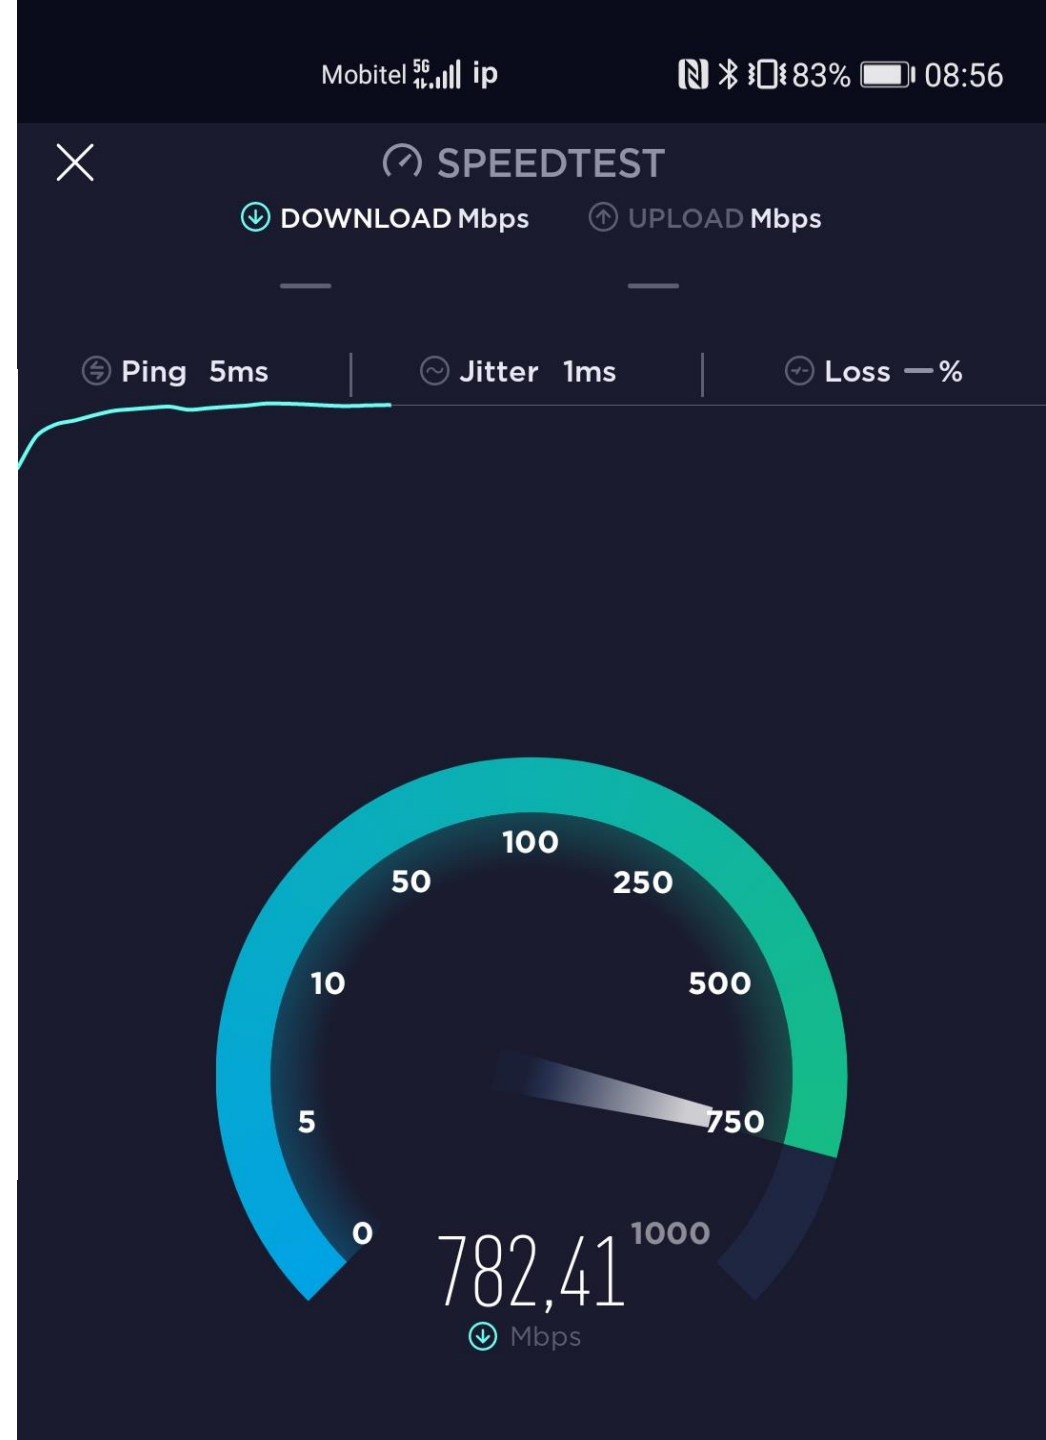 Mobitel 5G ip 83% 08:56
SPEEDTEST
DOWNLOAD Mbps UPLOAD Mbps
Ping 5ms Jitter 1ms Loss — %
100
50 250
10 500
5 750
0 1000
782,41
Mbps